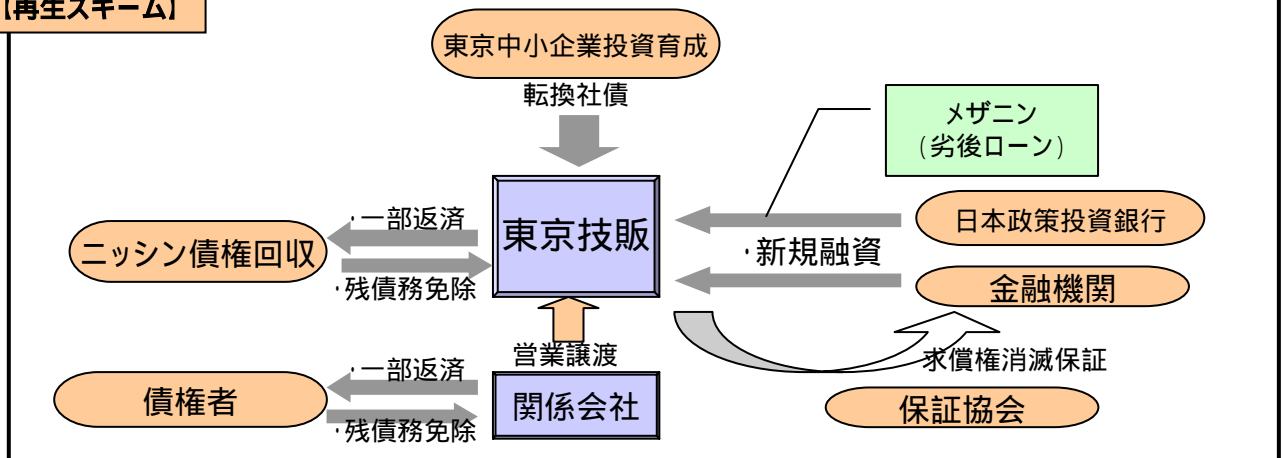 【再生スキーム】
東京中小企業投資育成
転換社債
メザニン
(劣後ローン)
・一部返済
東京技販
日本政策投資銀行
ニッシン債権回収
・新規融資
・残債務免除
金融機関
営業譲渡
求償権消滅保証
・一部返済
債権者
関係会社
保証協会
・残債務免除